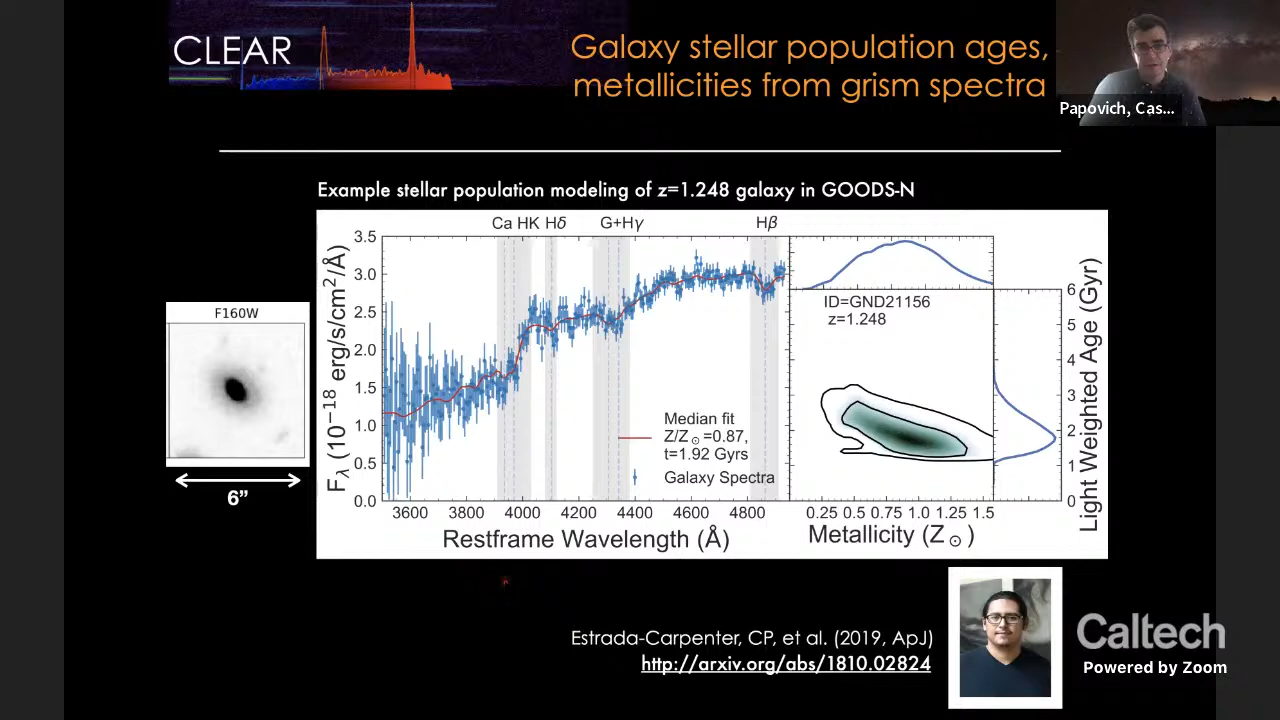 CLEAR
Galaxy stellar population ages,
metallicities from grism spectra
Papovich, Cas...
Example stellar population modeling of z=1.248 galaxy in GOODS-N
F160W
6”
Ca HK Hδ G+Hγ Hβ
3.5
3.0
2.5
2.0
1.5
1.0
0.5
0.0
F_λ (10⁻¹⁸ erg/s/cm²/Å)
3600 3800 4000 4200 4400 4600 4800
Restframe Wavelength (Å)
Median fit
Z/Z⊙=0.87,
t=1.92 Gyrs
Galaxy Spectra
ID=GND21156
z=1.248
0.25 0.5 0.75 1.0 1.25 1.5
Metallicity (Z⊙)
6
5
4
3
2
1
0
Light Weighted Age (Gyr)
Estrada-Carpenter, CP, et al. (2019, ApJ)
http://arxiv.org/abs/1810.02824
Caltech
Powered by Zoom